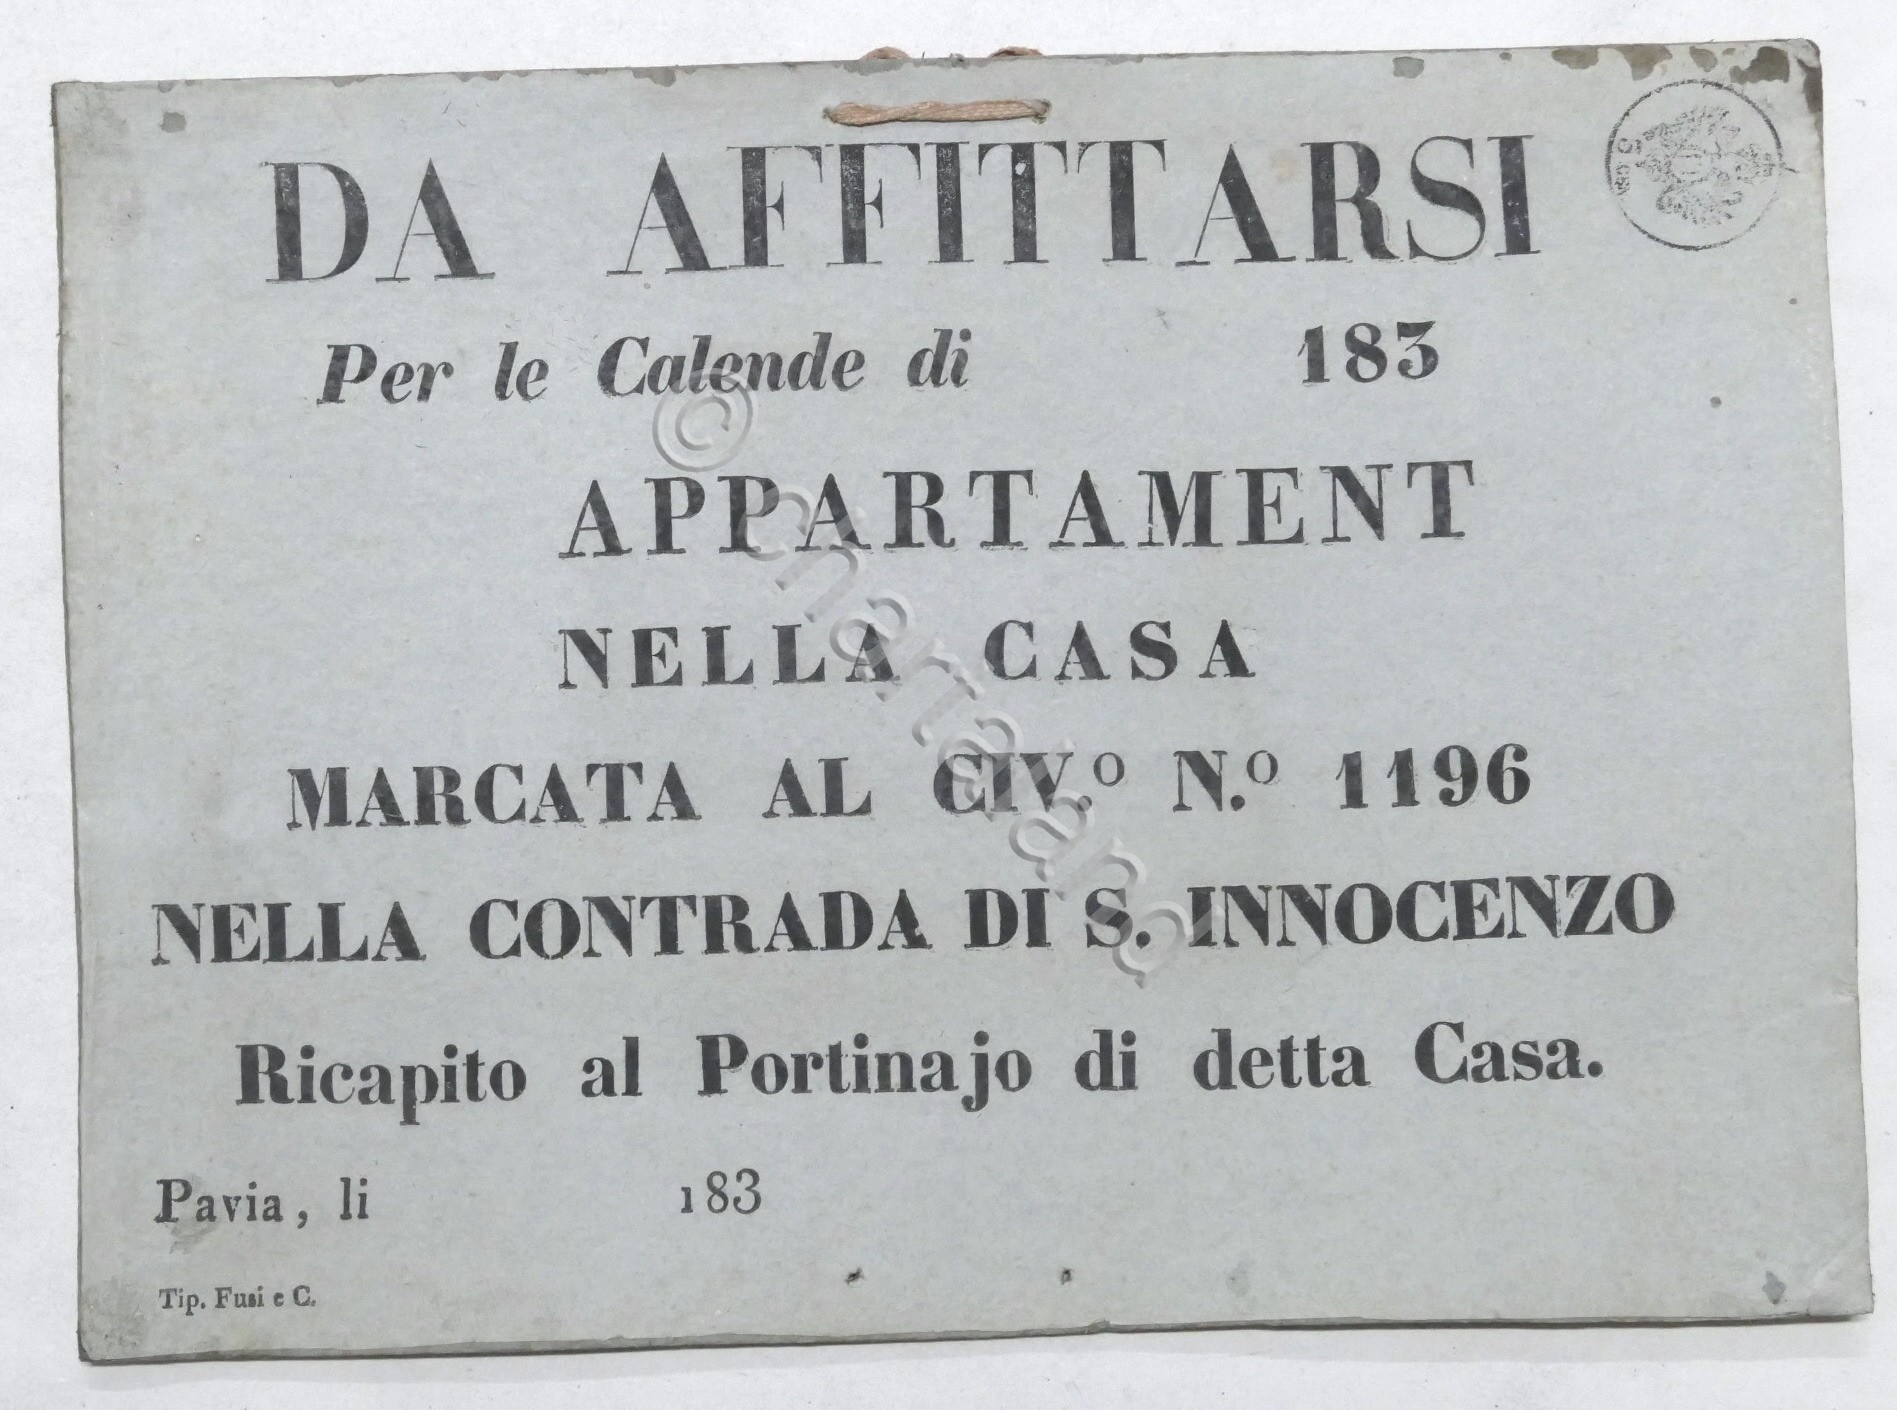 DA AFFITTARSI
Per le Calende di 183
APPARTAMENT
NELLA CASA
MARCATA AL CIV.º N.º 1196
NELLA CONTRADA DI S. INNOCENZO
Ricapito al Portinajo di detta Casa.
Pavia, li 183
Tip. Fusi e C.